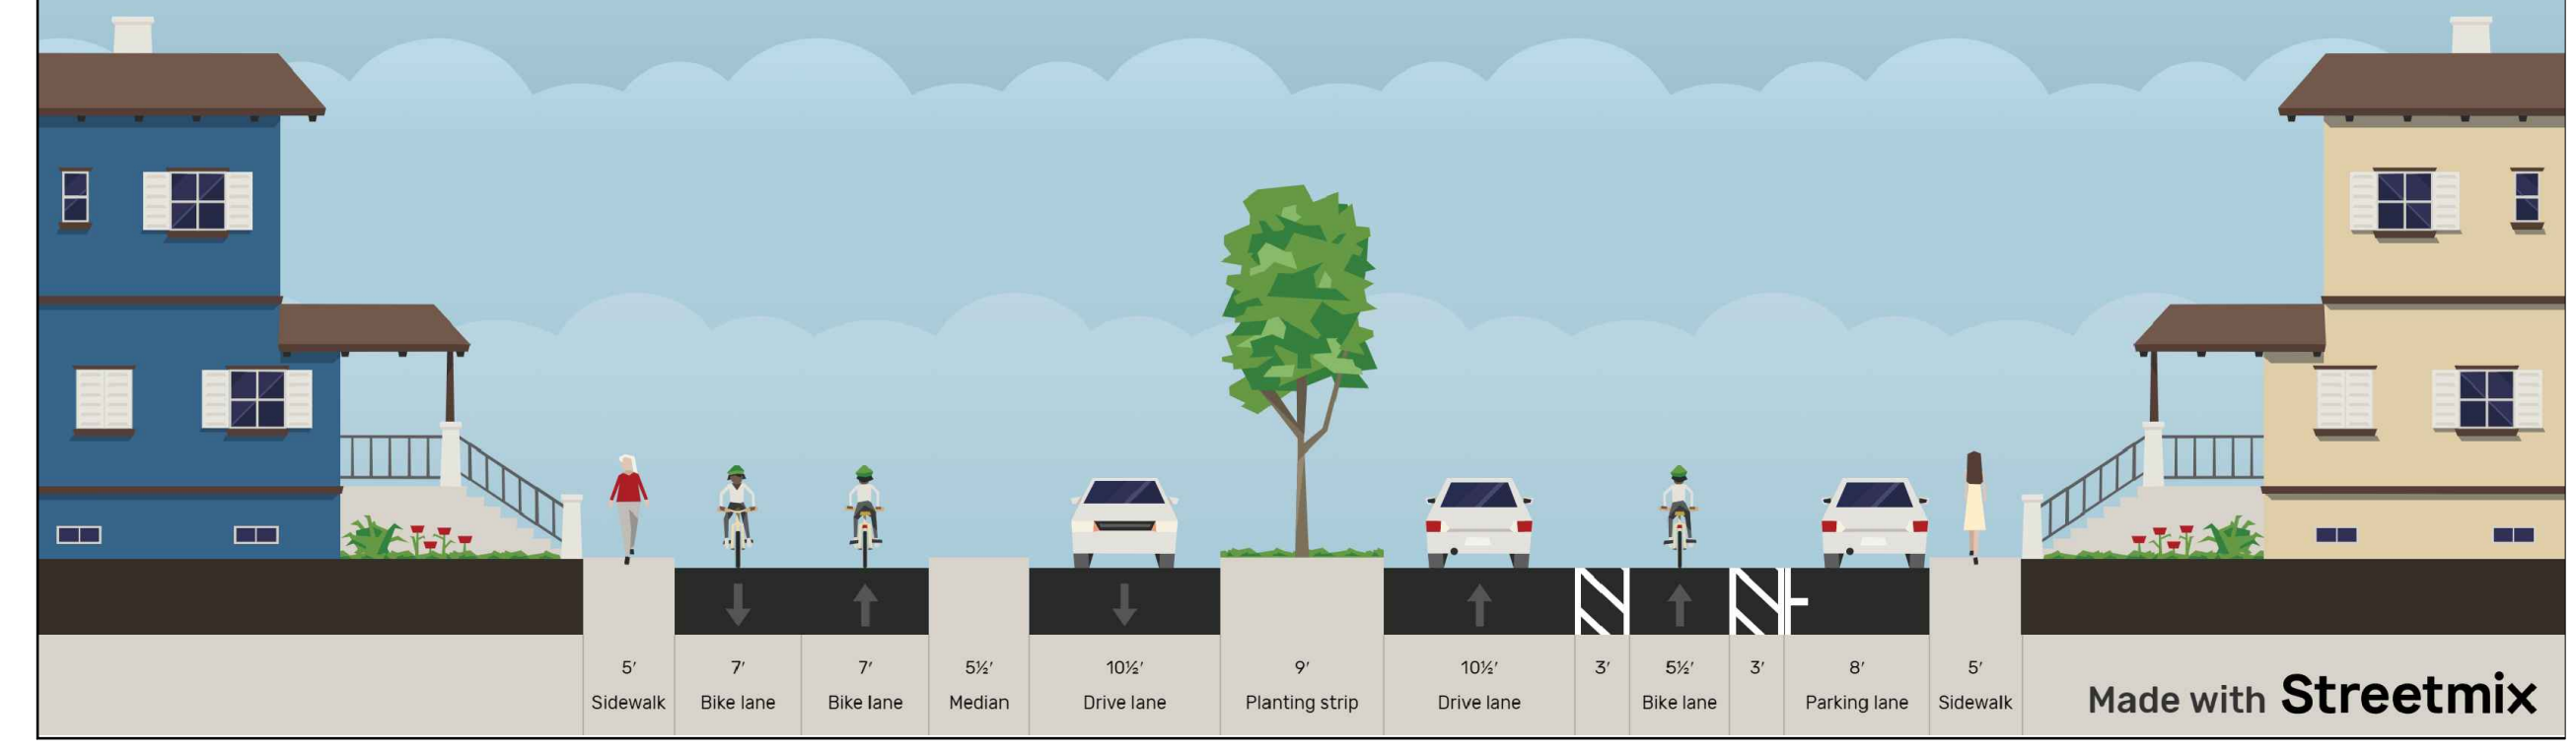 5′ 7′ 7′ 5½′ 10½′ 9′ 10½′ 3′ 5½′ 3′ 8′ 5′
Sidewalk Bike lane Bike lane Median Drive lane Planting strip Drive lane Bike lane Parking lane Sidewalk
Made with Streetmix